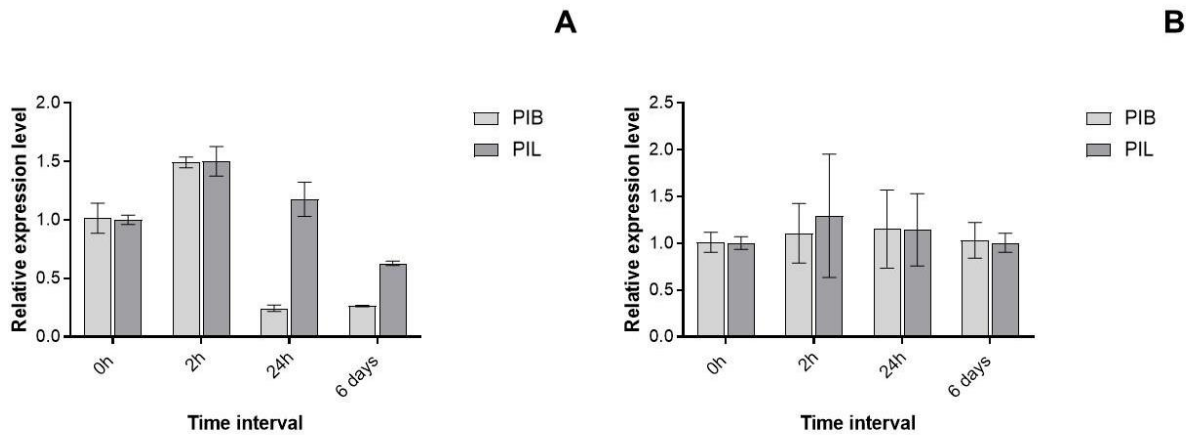 A
Relative expression level
2.0
1.5
1.0
0.5
0.0
0h
2h
24h
6 days
Time interval
PIB
PIL
B
Relative expression level
2.5
2.0
1.5
1.0
0.5
0.0
0h
2h
24h
6 days
Time interval
PIB
PIL